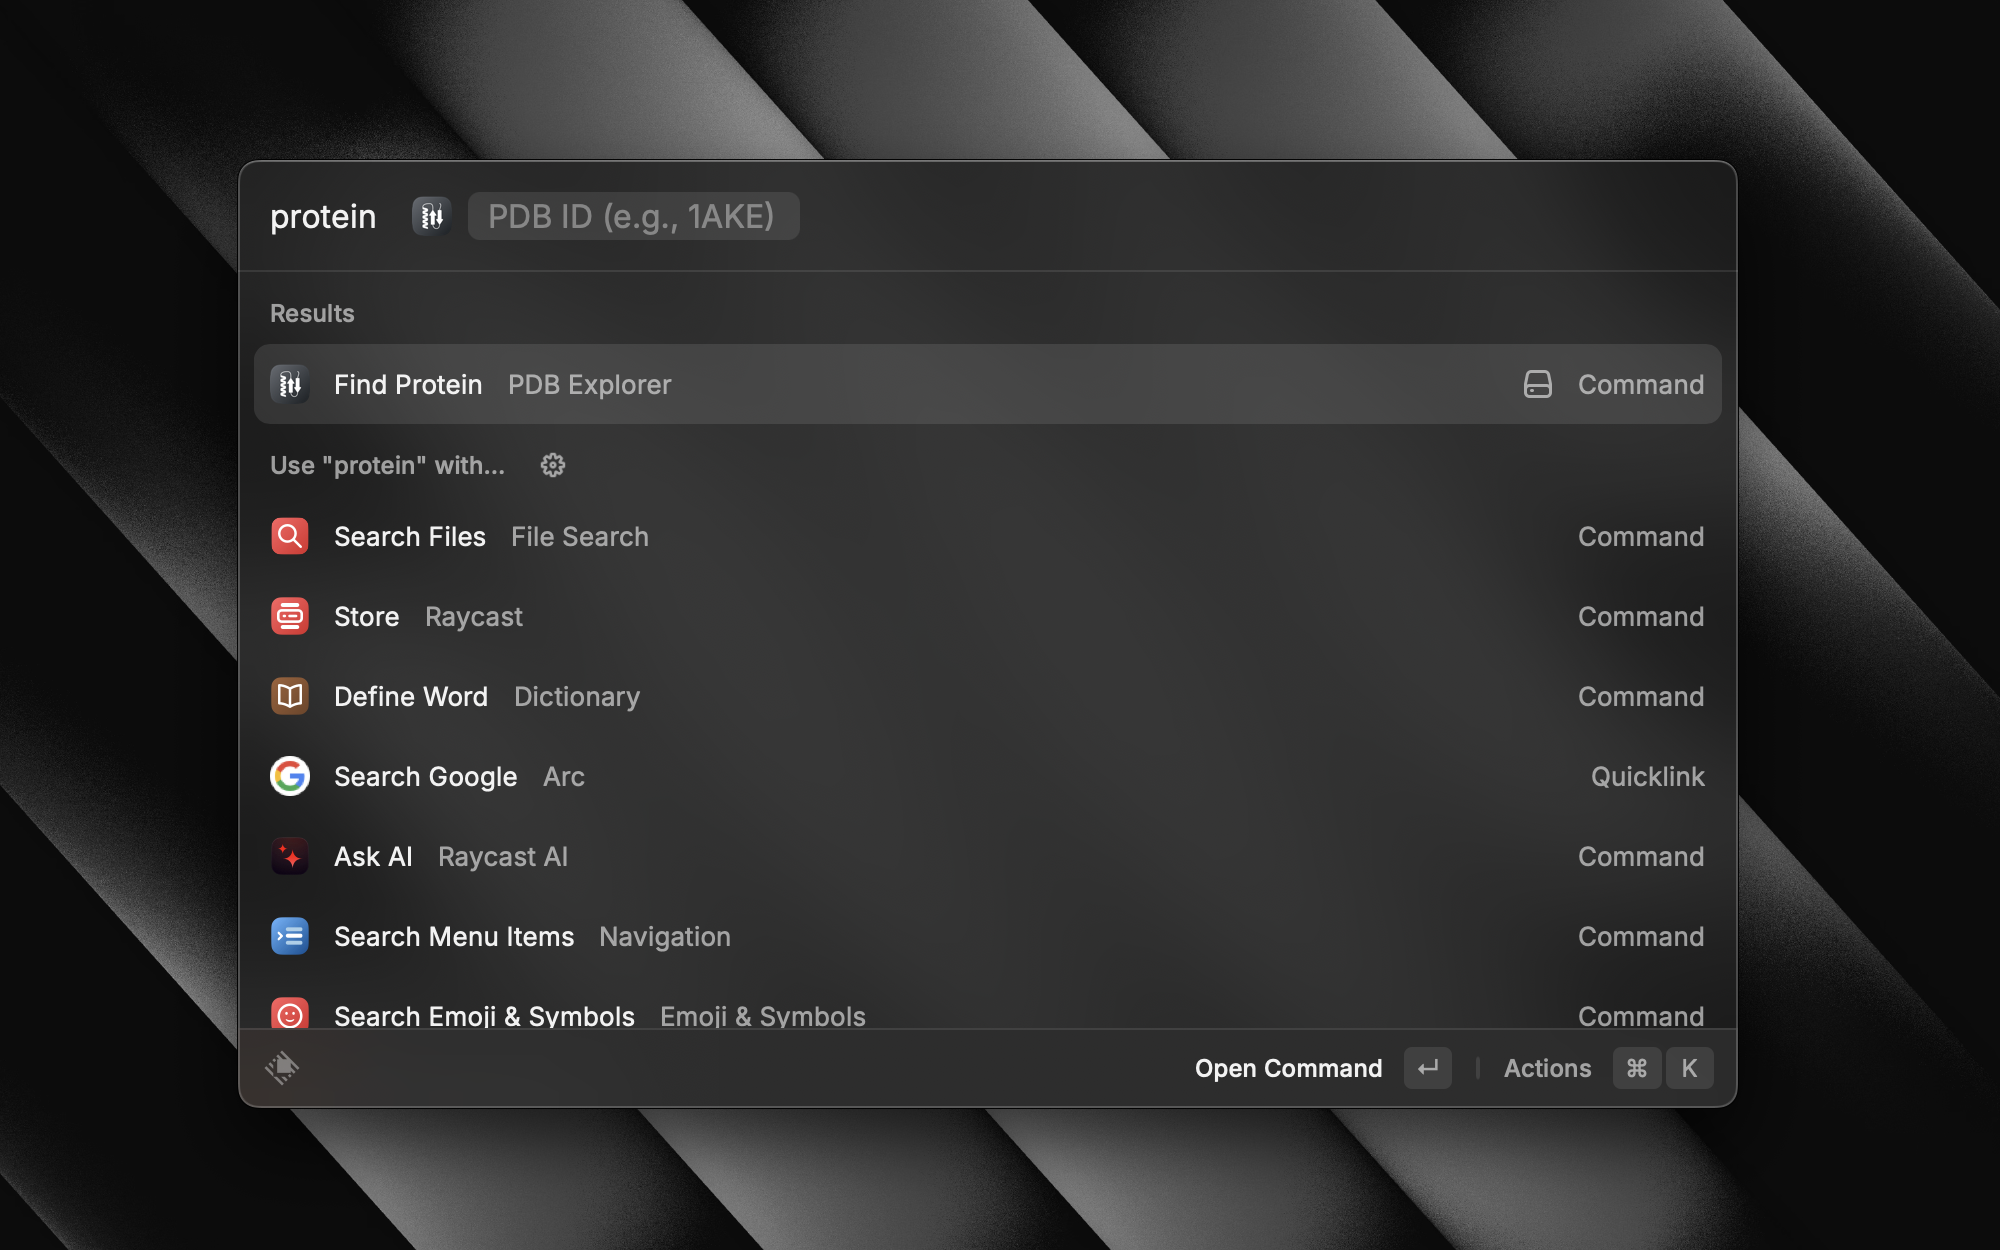 protein PDB ID (e.g., 1AKE)
Results
Find Protein PDB Explorer Command
Use "protein" with...
Search Files File Search Command
Store Raycast Command
Define Word Dictionary Command
Search Google Arc Quicklink
Ask AI Raycast AI Command
Search Menu Items Navigation Command
Search Emoji & Symbols Emoji & Symbols Command
Open Command ↵ Actions ⌘ K